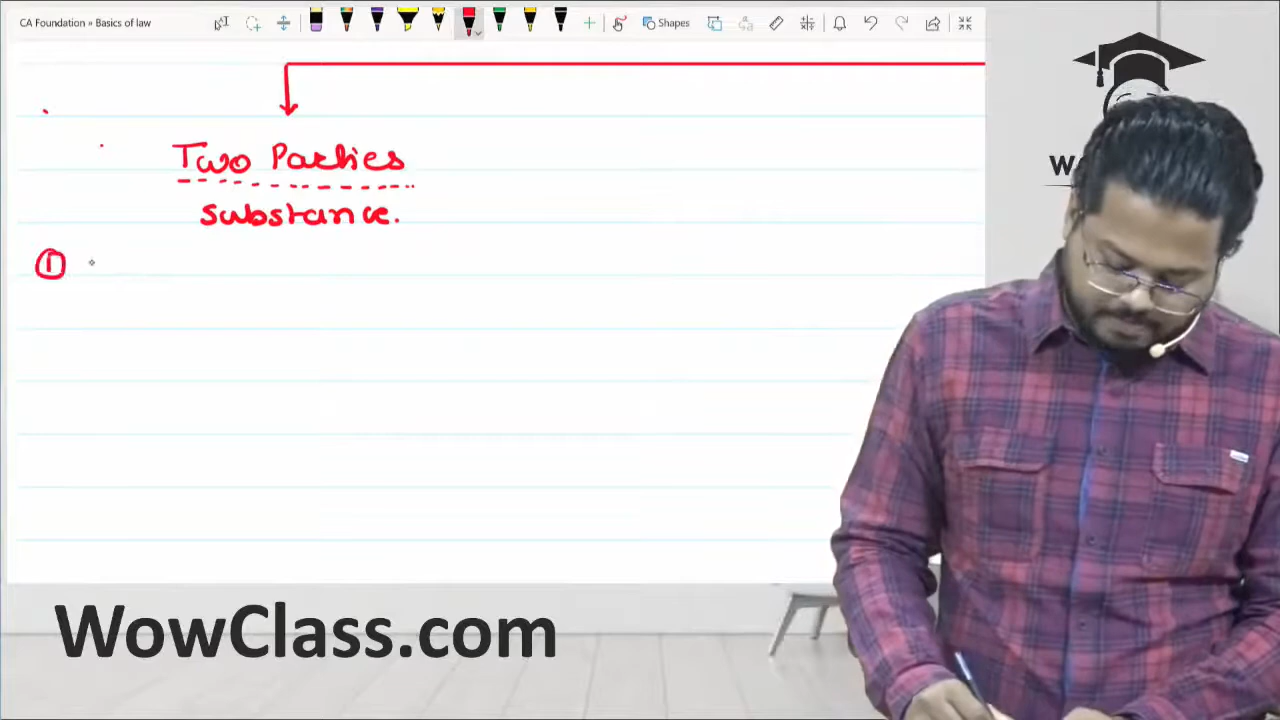 CA Foundation » Basics of law
Shapes
Two Parties
substance.
①
WowClass.com